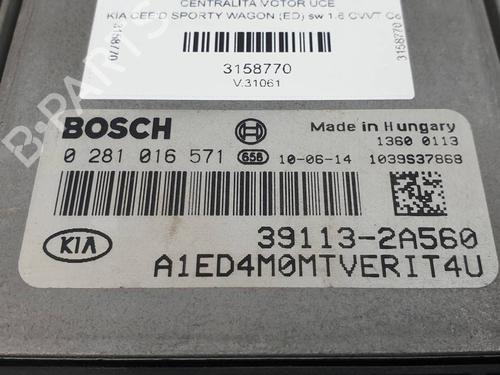 CENTRALITA MOTOR UCE
KIA CEE'D SPORTY WAGON (ED) sw 1.6 CVVT
3158770
3158770
V.31061
BOSCH
Made in Hungary
1360 0113
0 281 016 571 656 10-06-14 1039S37868
KIA
39113-2A560
A1ED4M0MTVERIT4U
B-PARTS